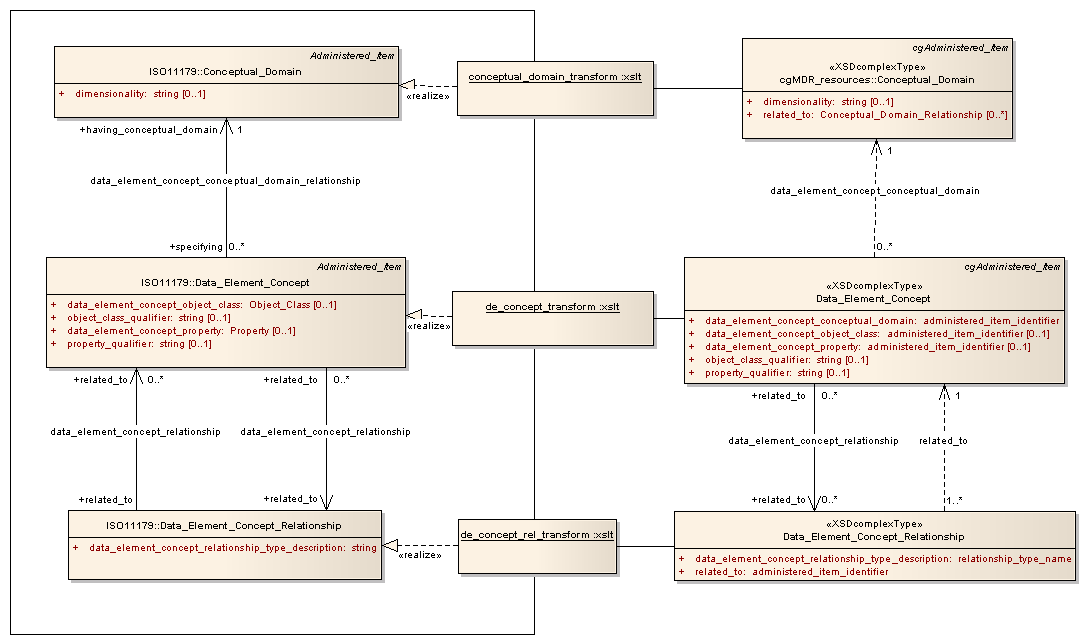 Administered_Item
ISO11179::Conceptual_Domain
+ dimensionality: string [0..1]
conceptual_domain_transform :xslt
«realize»
cgAdministered_Item
«XSDcomplexType»
cgMDR_resources::Conceptual_Domain
+ dimensionality: string [0..1]
+ related_to: Conceptual_Domain_Relationship [0..*]
+having_conceptual_domain
1
data_element_concept_conceptual_domain_relationship
+specifying
0..*
1
data_element_concept_conceptual_domain
0..*
Administered_Item
ISO11179::Data_Element_Concept
+ data_element_concept_object_class: Object_Class [0..1]
+ object_class_qualifier: string [0..1]
+ data_element_concept_property: Property [0..1]
+ property_qualifier: string [0..1]
de_concept_transform :xslt
«realize»
cgAdministered_Item
«XSDcomplexType»
Data_Element_Concept
+ data_element_concept_conceptual_domain: administered_item_identifier
+ data_element_concept_object_class: administered_item_identifier [0..1]
+ data_element_concept_property: administered_item_identifier [0..1]
+ object_class_qualifier: string [0..1]
+ property_qualifier: string [0..1]
+related_to
0..*
+related_to
0..*
data_element_concept_relationship
data_element_concept_relationship
+related_to
+related_to
+related_to
0..*
1
data_element_concept_relationship
related_to
+related_to
0..*
1..*
ISO11179::Data_Element_Concept_Relationship
+ data_element_concept_relationship_type_description: string
de_concept_rel_transform :xslt
«realize»
«XSDcomplexType»
Data_Element_Concept_Relationship
+ data_element_concept_relationship_type_description: relationship_type_name
+ related_to: administered_item_identifier